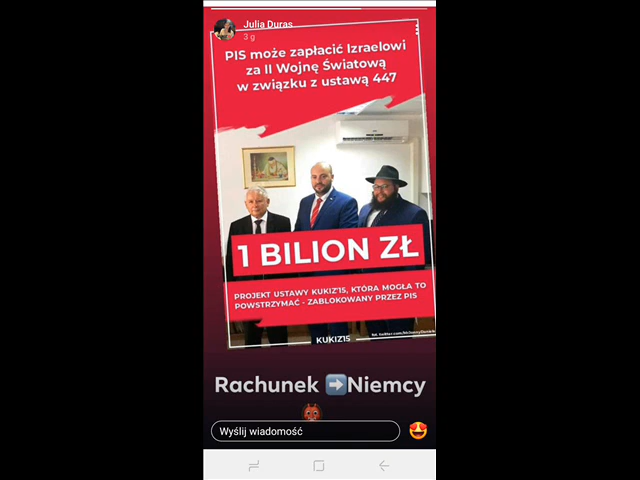 Julia Duras
3 g
PIS może zapłacić Izraelowi
za II Wojnę Światową
w związku z ustawą 447
1 BILION ZŁ
PROJEKT USTAWY KUKIZ'15, KTÓRA MOGŁA TO
POWSTRZYMAĆ - ZABLOKOWANY PRZEZ PIS
KUKIZ15
Rachunek ➡️Niemcy
Wyślij wiadomość